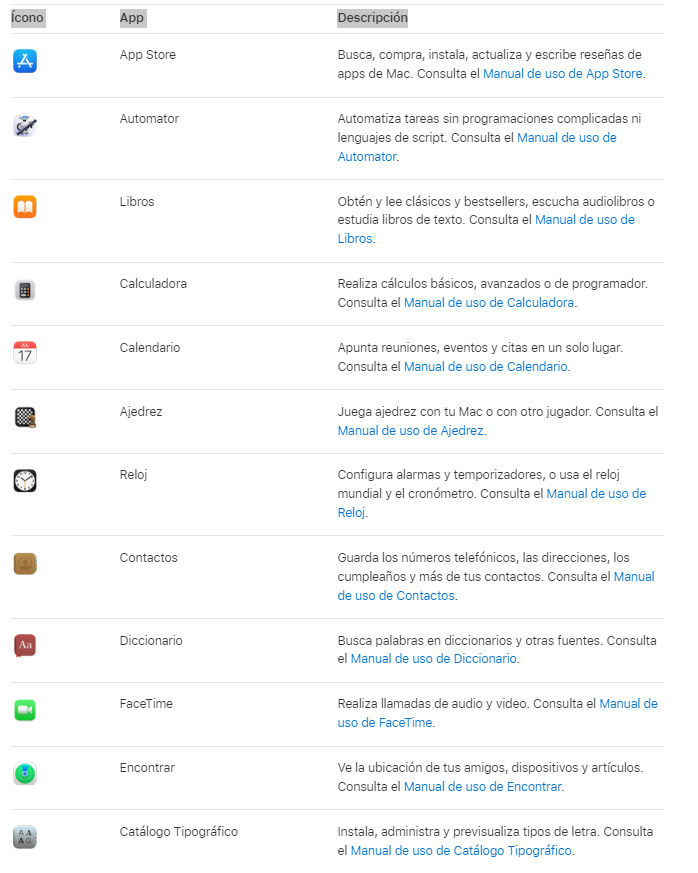 Ícono App Descripción
App Store Busca, compra, instala, actualiza y escribe reseñas de
apps de Mac. Consulta el Manual de uso de App Store.
Automator Automatiza tareas sin programaciones complicadas ni
lenguajes de script. Consulta el Manual de uso de
Automator.
Libros Obtén y lee clásicos y bestsellers, escucha audiolibros o
estudia libros de texto. Consulta el Manual de uso de
Libros.
Calculadora Realiza cálculos básicos, avanzados o de programador.
Consulta el Manual de uso de Calculadora.
JUL
17
Calendario Apunta reuniones, eventos y citas en un solo lugar.
Consulta el Manual de uso de Calendario.
Ajedrez Juega ajedrez con tu Mac o con otro jugador. Consulta el
Manual de uso de Ajedrez.
Reloj Configura alarmas y temporizadores, o usa el reloj
mundial y el cronómetro. Consulta el Manual de uso de
Reloj.
Contactos Guarda los números telefónicos, las direcciones, los
cumpleaños y más de tus contactos. Consulta el Manual
de uso de Contactos.
Aa
Diccionario Busca palabras en diccionarios y otras fuentes. Consulta
el Manual de uso de Diccionario.
FaceTime Realiza llamadas de audio y video. Consulta el Manual de
uso de FaceTime.
Encontrar Ve la ubicación de tus amigos, dispositivos y artículos.
Consulta el Manual de uso de Encontrar.
Catálogo Tipográfico Instala, administra y previsualiza tipos de letra. Consulta
el Manual de uso de Catálogo Tipográfico.